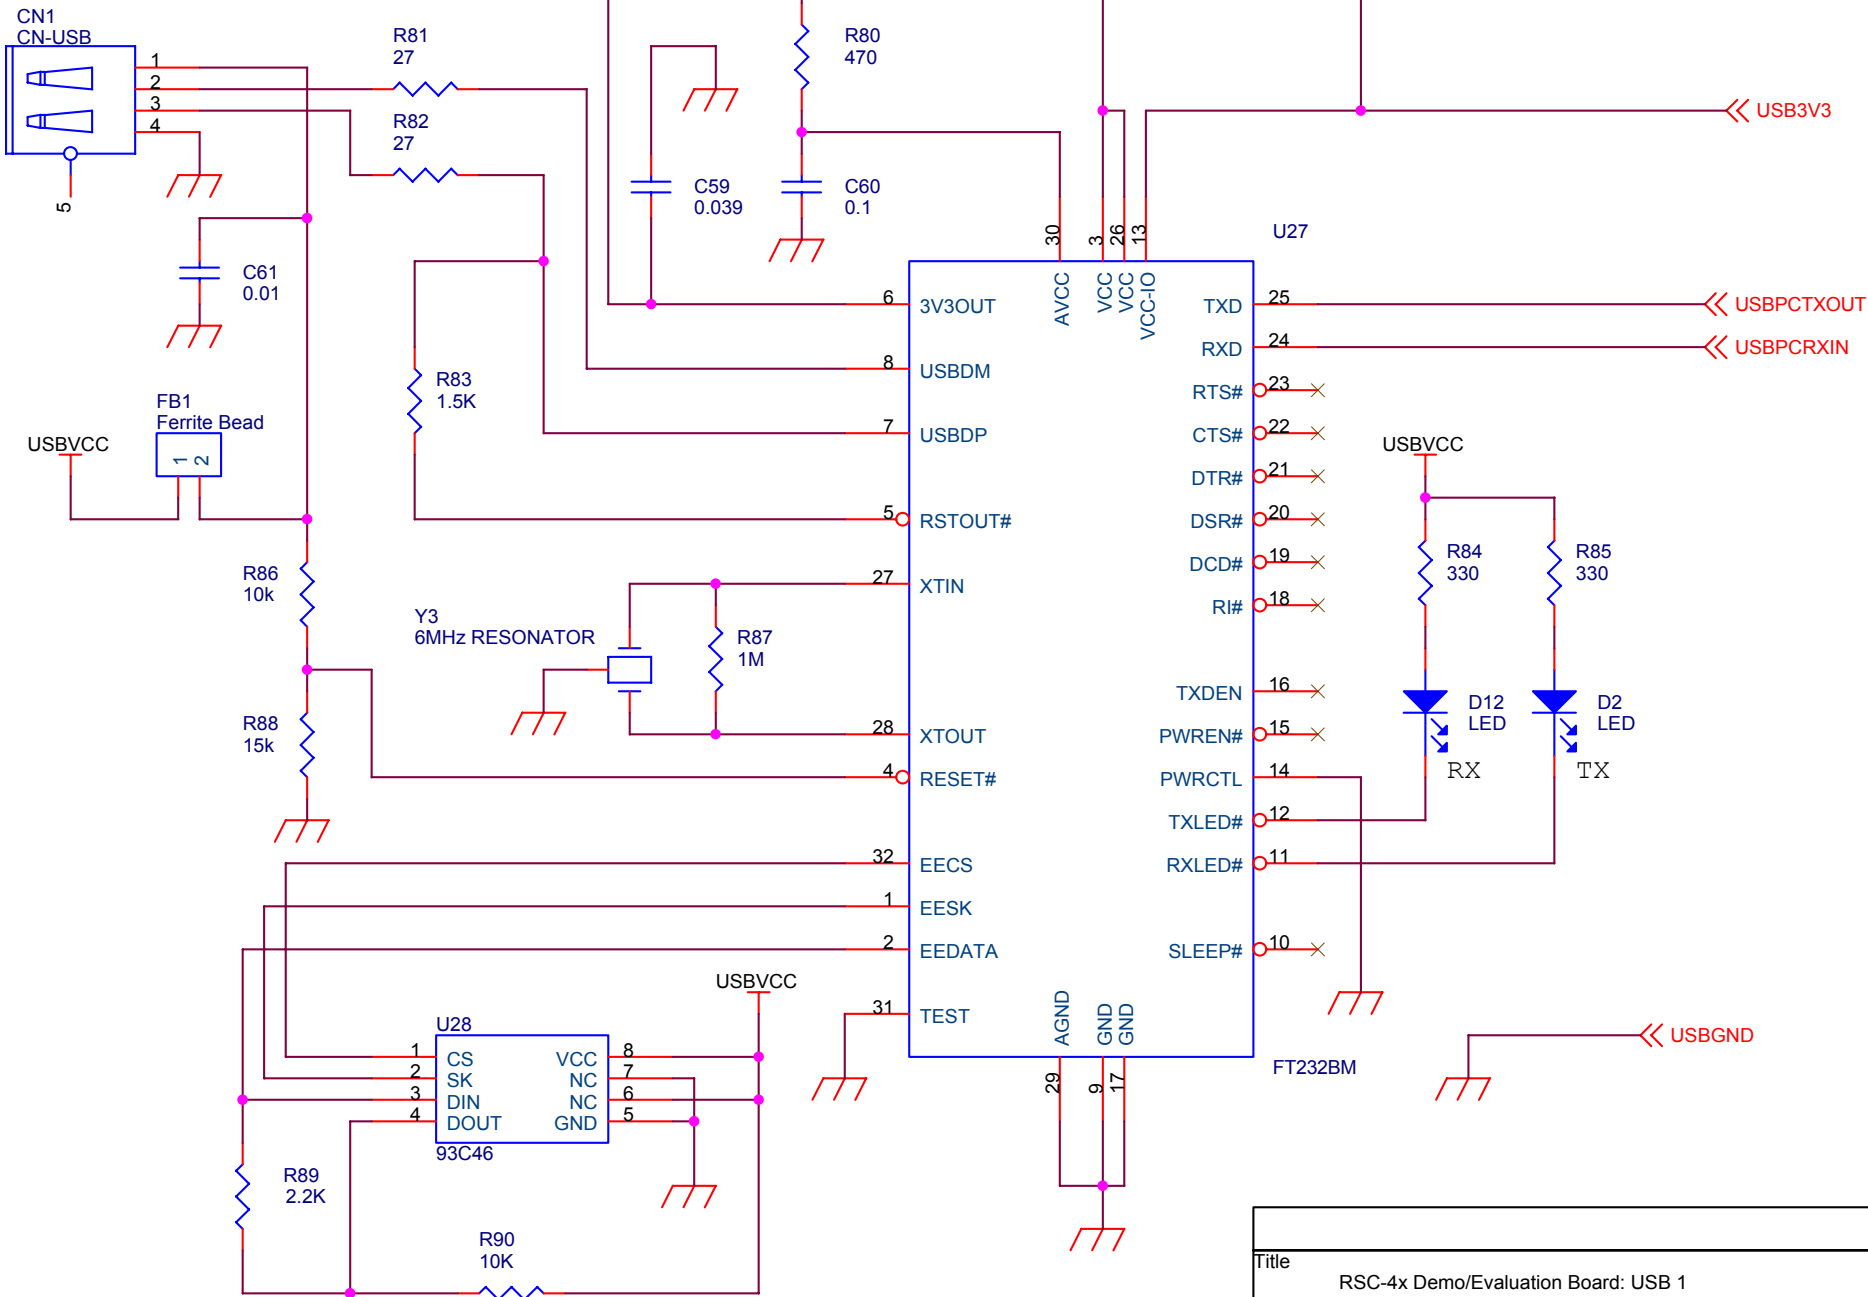 CN1
CN-USB
1
2
3
4
5
R81
27
R82
27
R80
470
C59
0.039
C60
0.1
USB3V3
C61
0.01
30
3
26
13
U27
6
3V3OUT
AVCC
VCC
VCC
VCC-IO
TXD
25
USBPCTXOUT
8
USBDM
RXD
24
USBPCRXIN
R83
1.5K
RTS#
23
FB1
Ferrite Bead
1
2
USBVCC
7
USBDP
CTS#
22
USBVCC
DTR#
21
5
RSTOUT#
DSR#
20
R84
330
R85
330
DCD#
19
R86
10k
27
XTIN
RI#
18
Y3
6MHz RESONATOR
R87
1M
TXDEN
16
D12
LED
D2
LED
R88
15k
28
XTOUT
PWREN#
15
RX
TX
4
RESET#
PWRCTL
14
TXLED#
12
32
EECS
RXLED#
11
1
EESK
2
EEDATA
SLEEP#
10
USBVCC
31
TEST
AGND
GND
GND
U28
USBGND
1
CS
VCC
8
2
SK
NC
7
3
DIN
NC
6
4
DOUT
GND
5
93C46
29
9
17
FT232BM
R89
2.2K
R90
10K
Title
RSC-4x Demo/Evaluation Board: USB 1